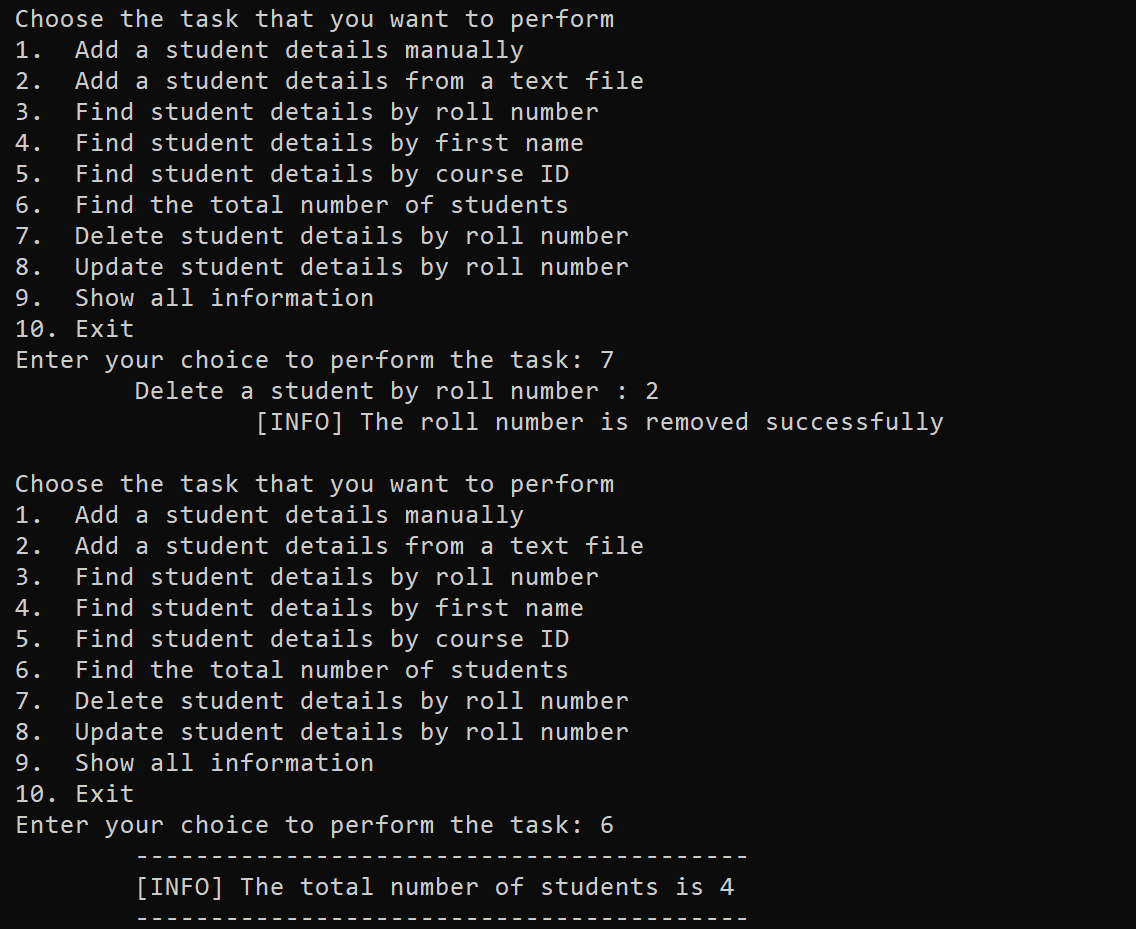 Choose the task that you want to perform
1.  Add a student details manually
2.  Add a student details from a text file
3.  Find student details by roll number
4.  Find student details by first name
5.  Find student details by course ID
6.  Find the total number of students
7.  Delete student details by roll number
8.  Update student details by roll number
9.  Show all information
10. Exit
Enter your choice to perform the task: 7
        Delete a student by roll number : 2
                [INFO] The roll number is removed successfully

Choose the task that you want to perform
1.  Add a student details manually
2.  Add a student details from a text file
3.  Find student details by roll number
4.  Find student details by first name
5.  Find student details by course ID
6.  Find the total number of students
7.  Delete student details by roll number
8.  Update student details by roll number
9.  Show all information
10. Exit
Enter your choice to perform the task: 6
        -----------------------------------------
        [INFO] The total number of students is 4
        -----------------------------------------